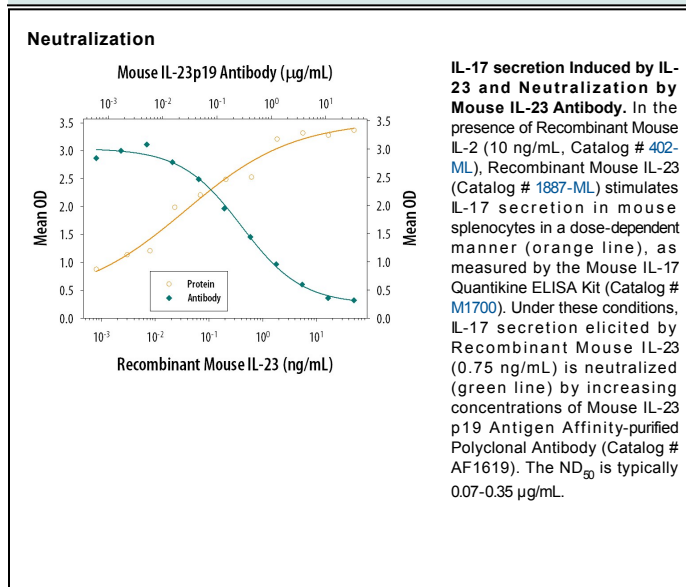 Neutralization
Mouse IL-23p19 Antibody (μg/mL)
10⁻³ 10⁻² 10⁻¹ 10⁰ 10¹
3.5 3.5
3.0 3.0
2.5 2.5
2.0 2.0
1.5 1.5
1.0 1.0
0.5 0.5
0.0 0.0
Mean OD
Mean OD
Protein
Antibody
10⁻³ 10⁻² 10⁻¹ 10⁰ 10¹
Recombinant Mouse IL-23 (ng/mL)
IL-17 secretion Induced by IL-
23 and Neutralization by
Mouse IL-23 Antibody. In the
presence of Recombinant Mouse
IL-2 (10 ng/mL, Catalog # 402-
ML), Recombinant Mouse IL-23
(Catalog # 1887-ML) stimulates
IL-17 secretion in mouse
splenocytes in a dose-dependent
manner (orange line), as
measured by the Mouse IL-17
Quantikine ELISA Kit (Catalog #
M1700). Under these conditions,
IL-17 secretion elicited by
Recombinant Mouse IL-23
(0.75 ng/mL) is neutralized
(green line) by increasing
concentrations of Mouse IL-23
p19 Antigen Affinity-purified
Polyclonal Antibody (Catalog #
AF1619). The ND₅₀ is typically
0.07-0.35 μg/mL.